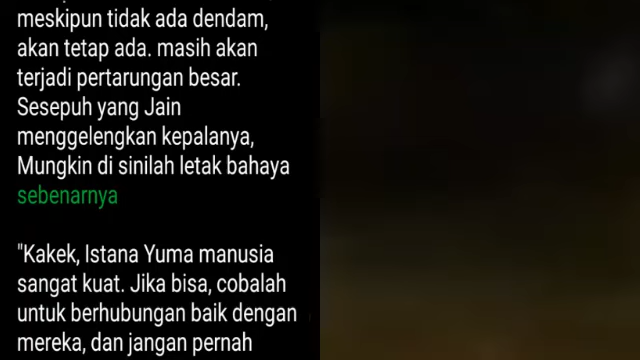 meskipun tidak ada dendam,
akan tetap ada. masih akan
terjadi pertarungan besar.
Sesepuh yang Jain
menggelengkan kepalanya,
Mungkin di sinilah letak bahaya
sebenarnya
"Kakek, Istana Yuma manusia
sangat kuat. Jika bisa, cobalah
untuk berhubungan baik dengan
mereka, dan jangan pernah